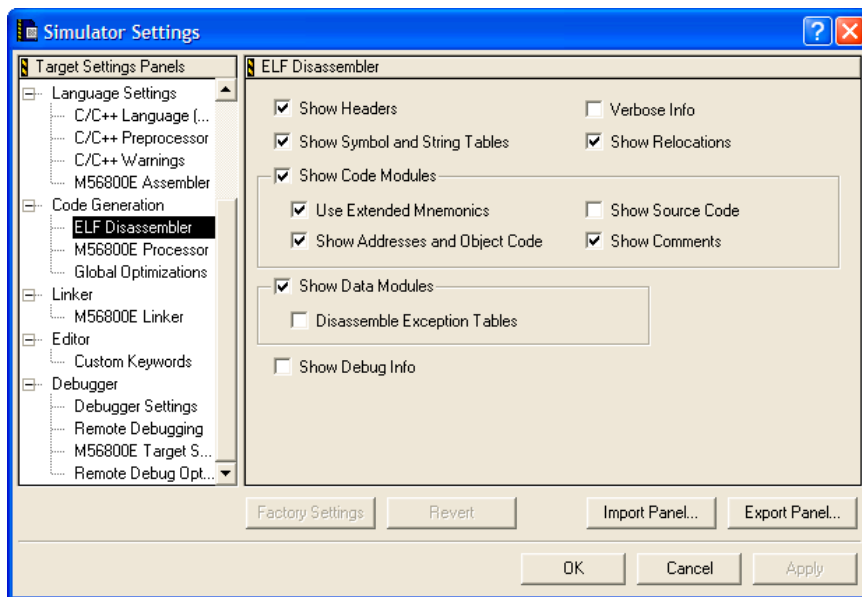 Simulator Settings
Target Settings Panels
Language Settings
C/C++ Language (...
C/C++ Preprocessor
C/C++ Warnings
M56800E Assembler
Code Generation
ELF Disassembler
M56800E Processor
Global Optimizations
Linker
M56800E Linker
Editor
Custom Keywords
Debugger
Debugger Settings
Remote Debugging
M56800E Target S...
Remote Debug Opt...
ELF Disassembler
Show Headers
Verbose Info
Show Symbol and String Tables
Show Relocations
Show Code Modules
Use Extended Mnemonics
Show Source Code
Show Addresses and Object Code
Show Comments
Show Data Modules
Disassemble Exception Tables
Show Debug Info
Factory Settings
Revert
Import Panel...
Export Panel...
OK
Cancel
Apply